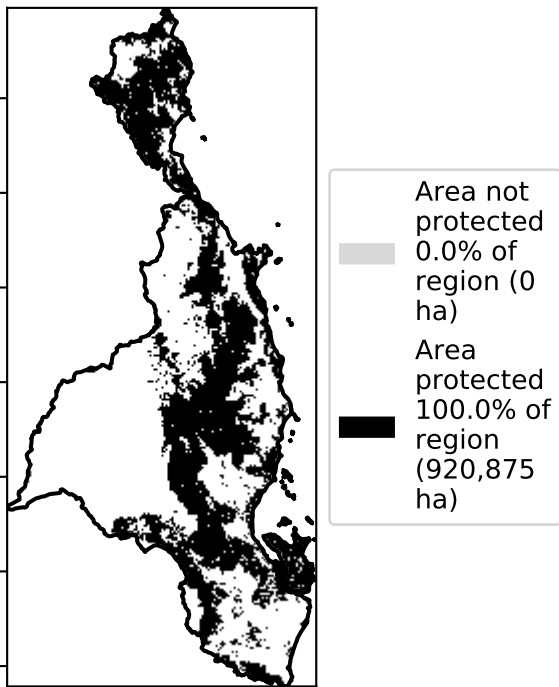 Area not
protected
0.0% of
region (0
ha)
Area
protected
100.0% of
region
(920,875
ha)